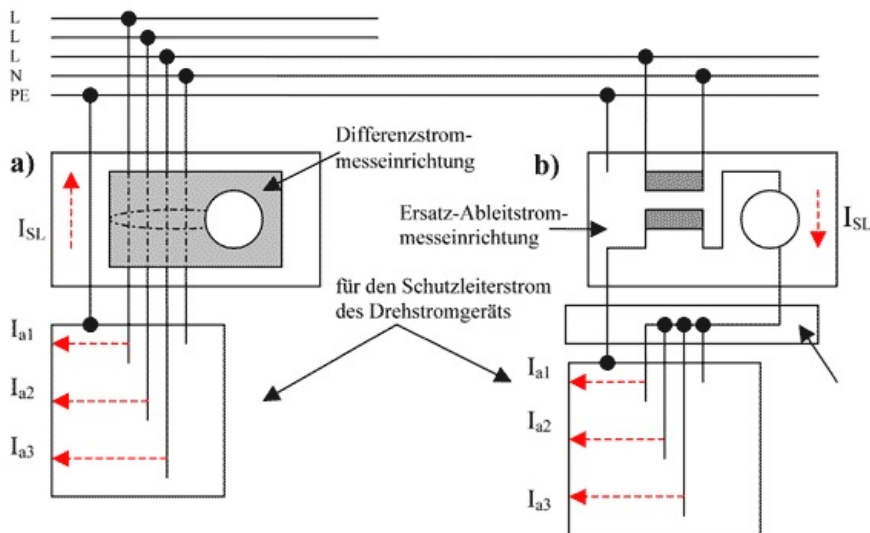 L
L
L
N
PE
a)
Differenzstrom-
messeinrichtung
b)
I_SL
Ersatz-Ableitstrom-
messeinrichtung
I_SL
für den Schutzleiterstrom
des Drehstromgeräts
I_a1
I_a2
I_a3
I_a1
I_a2
I_a3